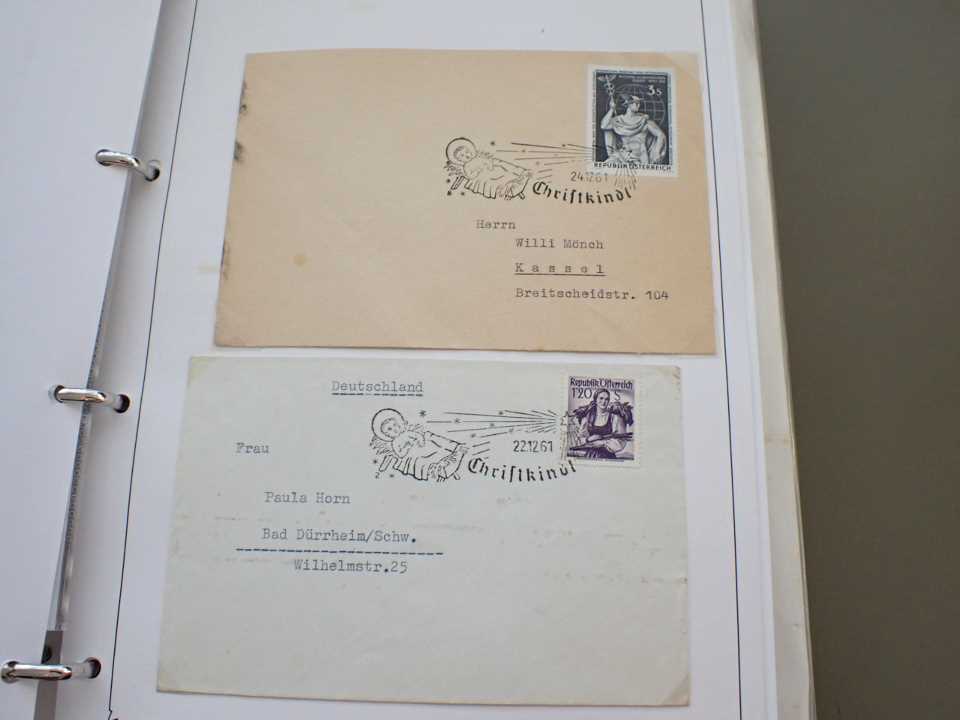 3 S
REPUBLIK ÖSTERREICH
24.12.61
Christkindl
Herrn
Willi Mönch
Kassel
Breitscheidstr. 104
Deutschland
Republik Österreich
1'20 S
22.12.61
Christkindl
Frau
Paula Horn
Bad Dürrheim/Schw.
Wilhelmstr.25